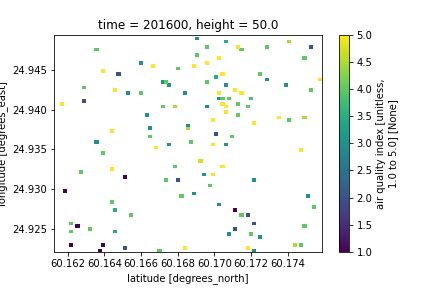 time = 201600, height = 50.0
24.945
24.940
24.935
24.930
24.925
longitude [degrees_east]
60.162 60.164 60.166 60.168 60.170 60.172 60.174
latitude [degrees_north]
5.0
4.5
4.0
3.5
3.0
2.5
2.0
1.5
1.0
air quality index [unitless,
1.0 to 5.0] [None]